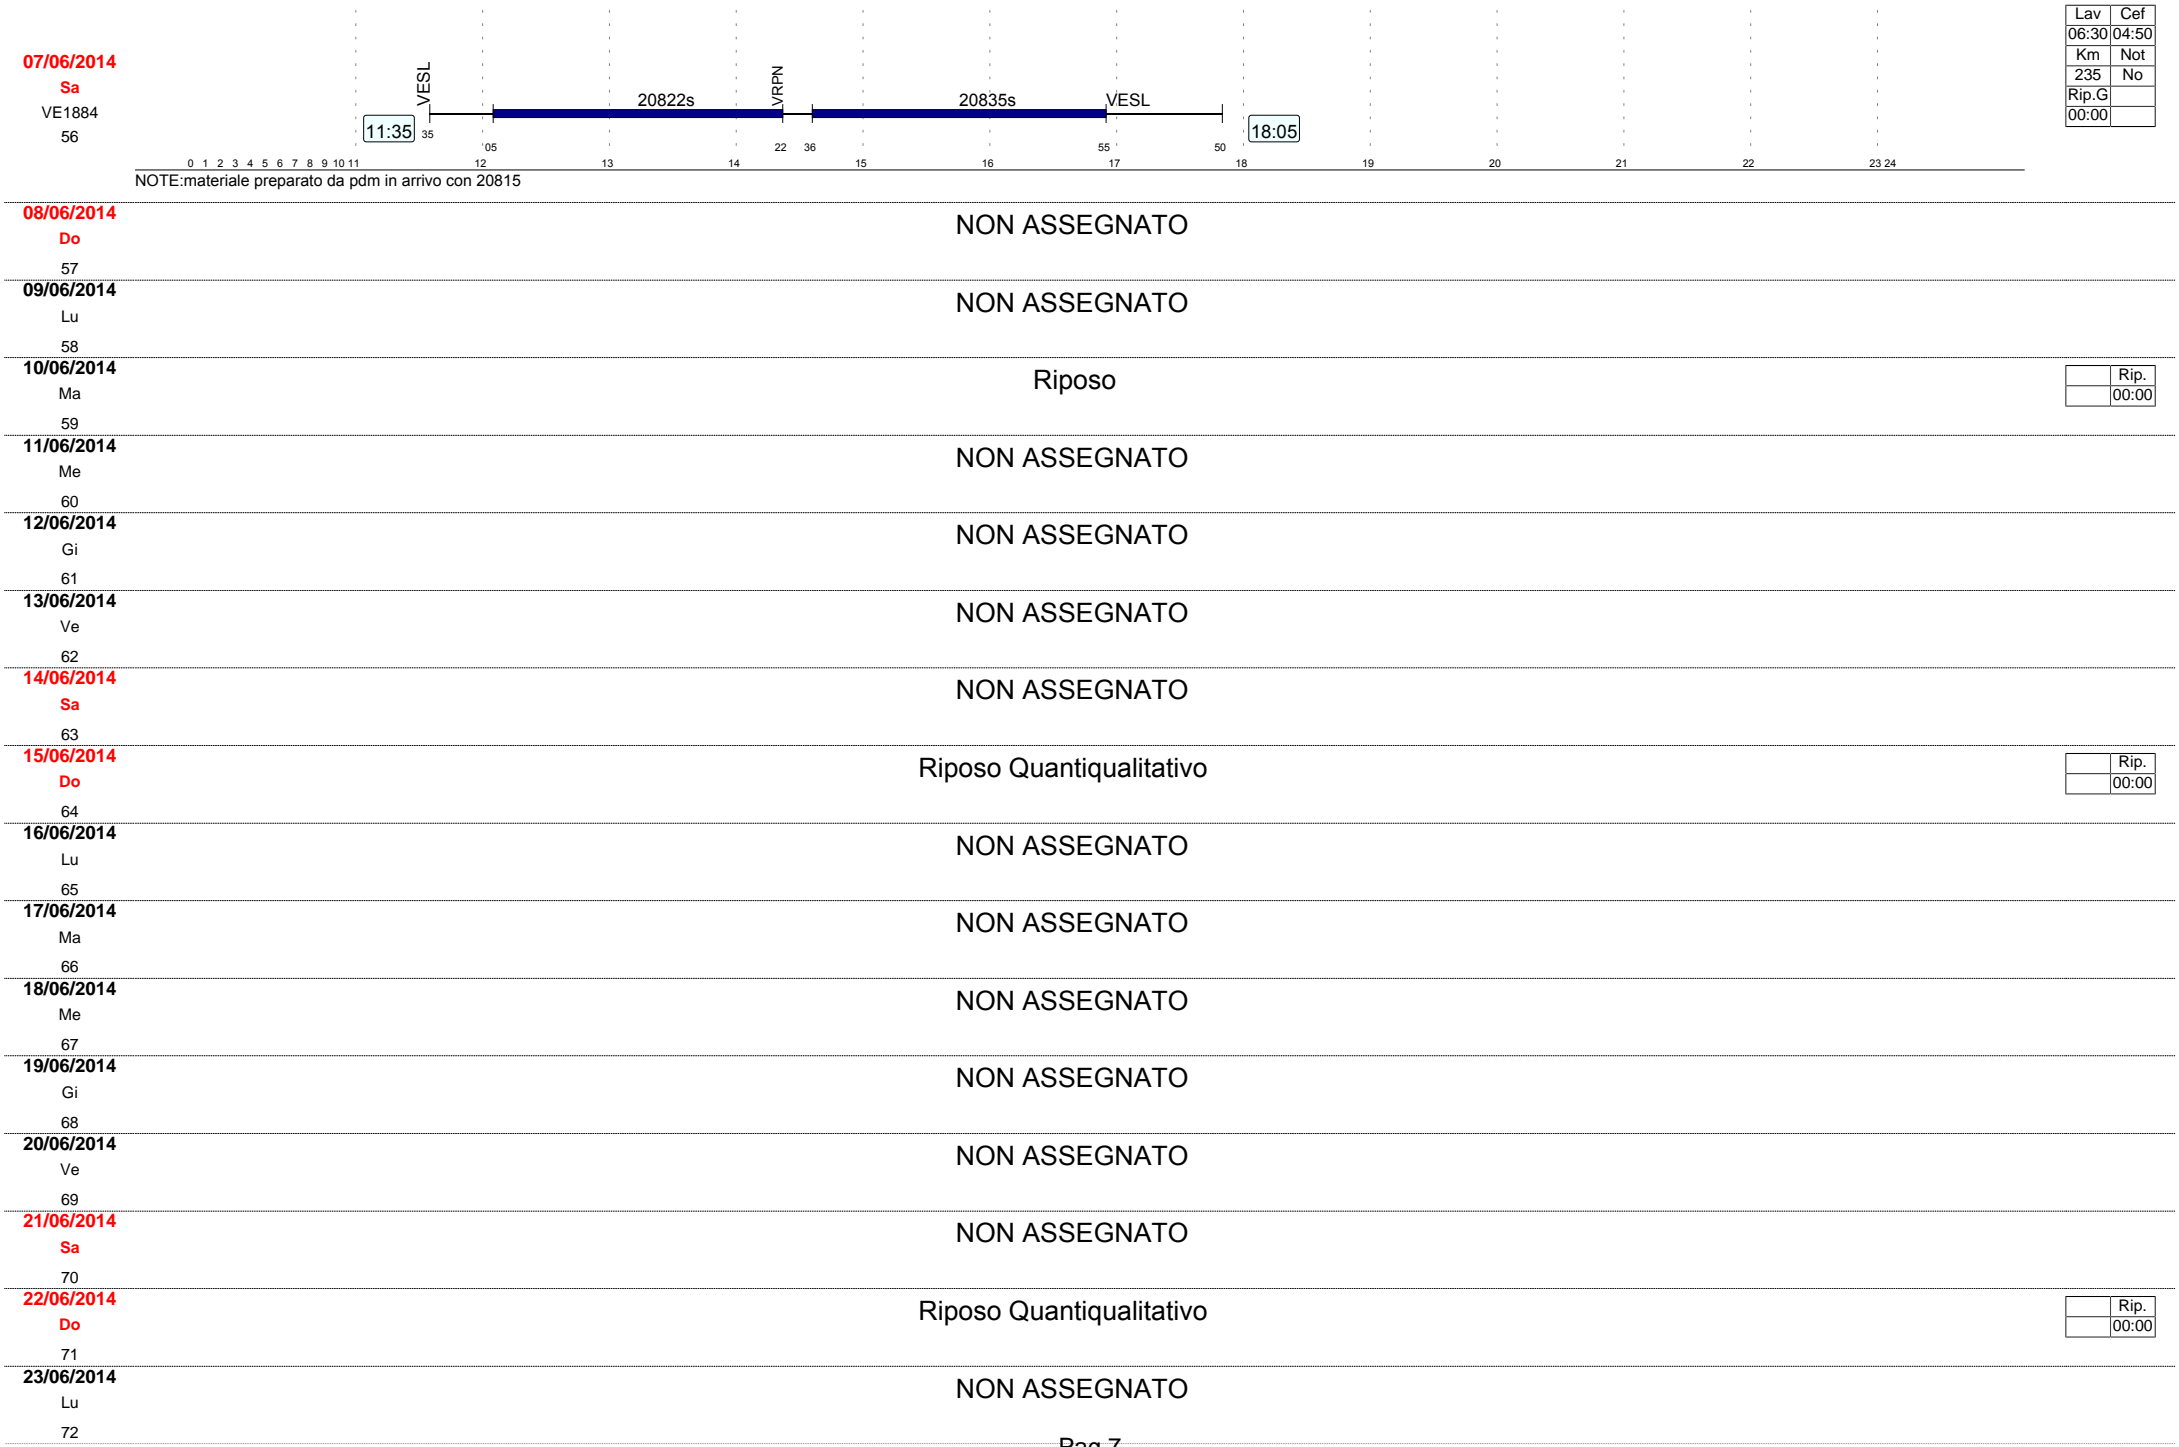 Lav Cef
06:30 04:50
Km Not
235 No
Rip.G
00:00
07/06/2014
Sa
VE1884
56
VESL 20822s VRPN 20835s VESL
11:35 35 05 22 36 55 50 18:05
0 1 2 3 4 5 6 7 8 9 10 11 12 13 14 15 16 17 18 19 20 21 22 23 24
NOTE:materiale preparato da pdm in arrivo con 20815
08/06/2014
NON ASSEGNATO
Do
57
09/06/2014
NON ASSEGNATO
Lu
58
10/06/2014
Riposo
Rip.
00:00
Ma
59
11/06/2014
NON ASSEGNATO
Me
60
12/06/2014
NON ASSEGNATO
Gi
61
13/06/2014
NON ASSEGNATO
Ve
62
14/06/2014
NON ASSEGNATO
Sa
63
15/06/2014
Riposo Quantiqualitativo
Rip.
00:00
Do
64
16/06/2014
NON ASSEGNATO
Lu
65
17/06/2014
NON ASSEGNATO
Ma
66
18/06/2014
NON ASSEGNATO
Me
67
19/06/2014
NON ASSEGNATO
Gi
68
20/06/2014
NON ASSEGNATO
Ve
69
21/06/2014
NON ASSEGNATO
Sa
70
22/06/2014
Riposo Quantiqualitativo
Rip.
00:00
Do
71
23/06/2014
NON ASSEGNATO
Lu
72
Pag.7